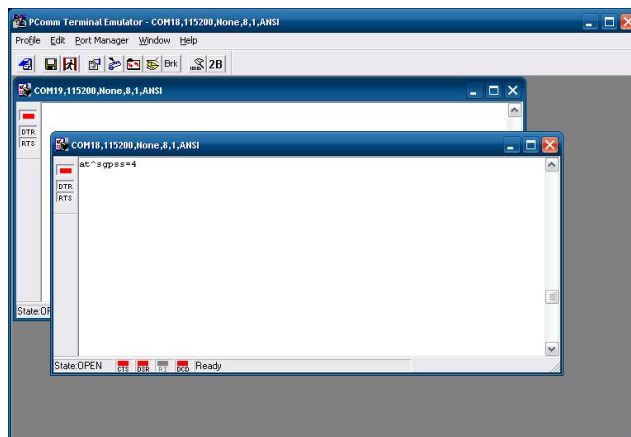 PComm Terminal Emulator - COM18,115200,None,8,1,ANSI
Profile Edit Port Manager Window Help
Brk 2B
COM19,115200,None,8,1,ANSI
DTR
RTS
State:OP
COM18,115200,None,8,1,ANSI
at^sgpss=4
DTR
RTS
State:OPEN CTS DSR RI DCD Ready